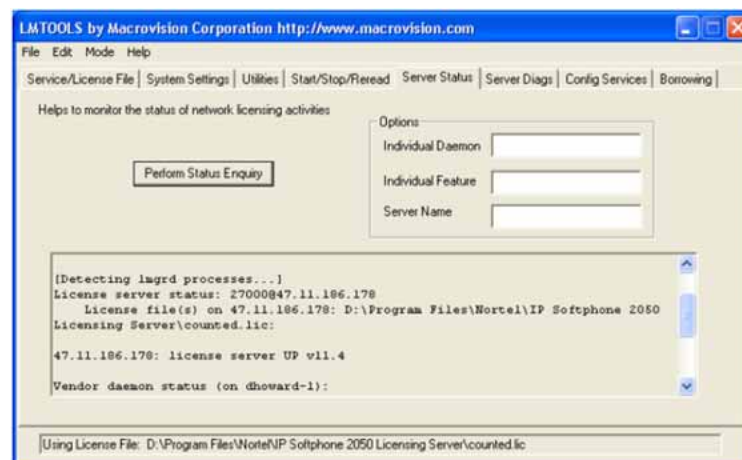 LMTOOLS by Macrovision Corporation http://www.macrovision.com
File Edit Mode Help
Service/License File System Settings Utilities Start/Stop/Reread Server Status Server Diags Config Services Borrowing
Helps to monitor the status of network licensing activities
Options
Individual Daemon
Perform Status Enquiry
Individual Feature
Server Name
[Detecting lmgrd processes...]
License server status: 27000@47.11.186.178
License file(s) on 47.11.186.178: D:\Program Files\Nortel\IP Softphone 2050
Licensing Server\counted.lic:
47.11.186.178: license server UP v11.4
Vendor daemon status (on dhoward-1):
Using License File: D:\Program Files\Nortel\IP Softphone 2050 Licensing Server\counted.lic